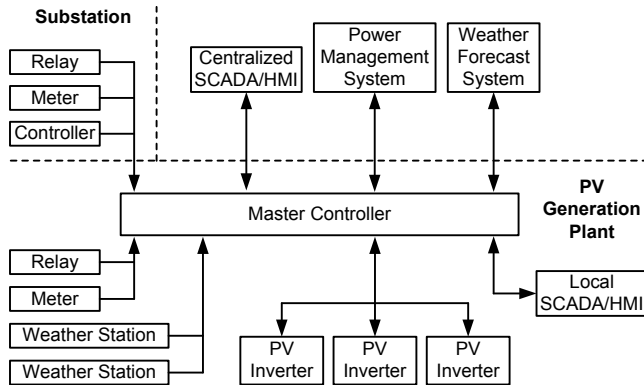 Substation
Relay
Meter
Controller
Centralized
SCADA/HMI
Power
Management
System
Weather
Forecast
System
Master Controller
PV
Generation
Plant
Relay
Meter
Weather Station
Weather Station
PV
Inverter
PV
Inverter
PV
Inverter
Local
SCADA/HMI